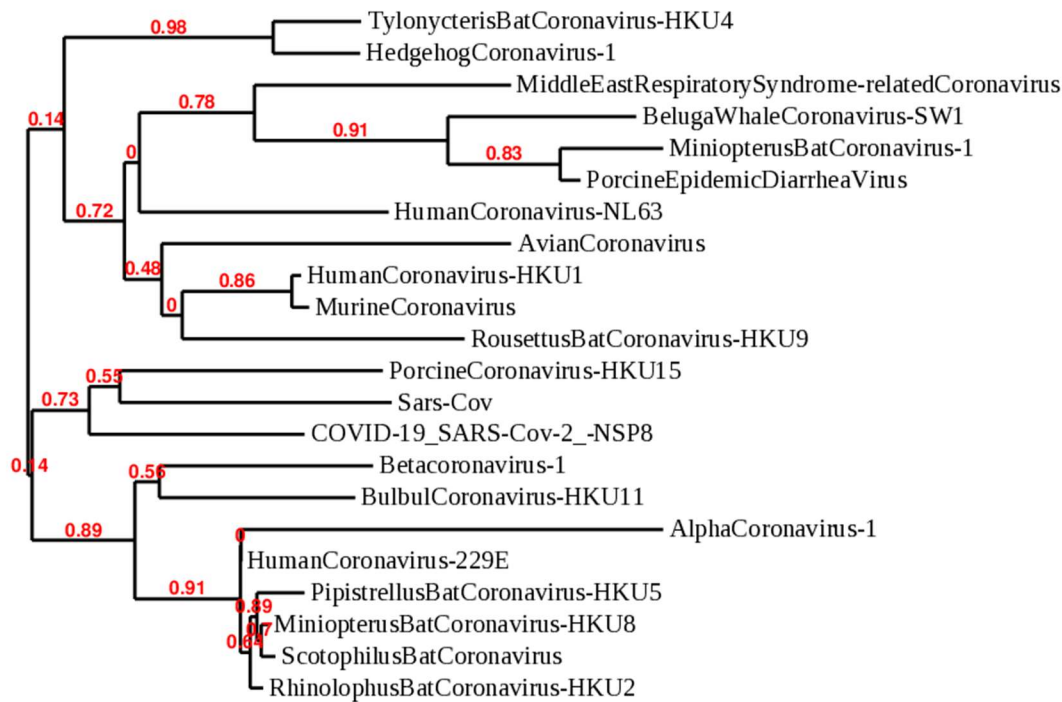 0.98
TylonycterisBatCoronavirus-HKU4
HedgehogCoronavirus-1
0.14
0.78
MiddleEastRespiratorySyndrome-relatedCoronavirus
0.91
BelugaWhaleCoronavirus-SW1
0
0.83
MiniopterusBatCoronavirus-1
PorcineEpidemicDiarrheaVirus
0.72
HumanCoronavirus-NL63
AvianCoronavirus
0.48
0.86
HumanCoronavirus-HKU1
0
MurineCoronavirus
RousettusBatCoronavirus-HKU9
0.55
PorcineCoronavirus-HKU15
0.73
Sars-Cov
COVID-19_SARS-Cov-2_-NSP8
0.14
0.56
Betacoronavirus-1
BulbulCoronavirus-HKU11
0.89
0
AlphaCoronavirus-1
HumanCoronavirus-229E
0.91
PipistrellusBatCoronavirus-HKU5
0.89
0.7
MiniopterusBatCoronavirus-HKU8
0.64
ScotophilusBatCoronavirus
RhinolophusBatCoronavirus-HKU2